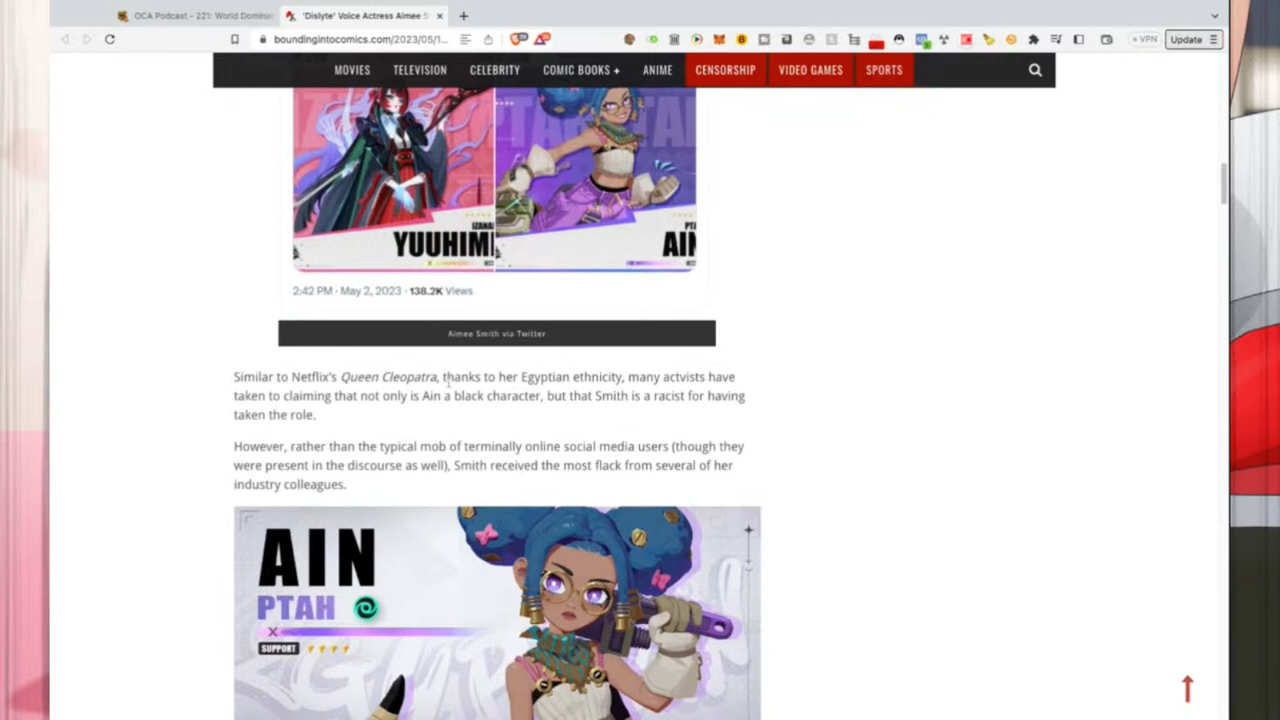 OCA Podcast - 221: World Dominat
'Dislyte' Voice Actress Aimee S
boundingintocomics.com/2023/05/1...
VPN
Update
MOVIES TELEVISION CELEBRITY COMIC BOOKS + ANIME CENSORSHIP VIDEO GAMES SPORTS
PTAH
IZANA
YUUHIMI
PT
AIN
2:42 PM · May 2, 2023 · 138.2K Views
Aimee Smith via Twitter
Similar to Netflix's Queen Cleopatra, thanks to her Egyptian ethnicity, many actvists have
taken to claiming that not only is Ain a black character, but that Smith is a racist for having
taken the role.
However, rather than the typical mob of terminally online social media users (though they
were present in the discourse as well), Smith received the most flack from several of her
industry colleagues.
AIN
PTAH
SUPPORT